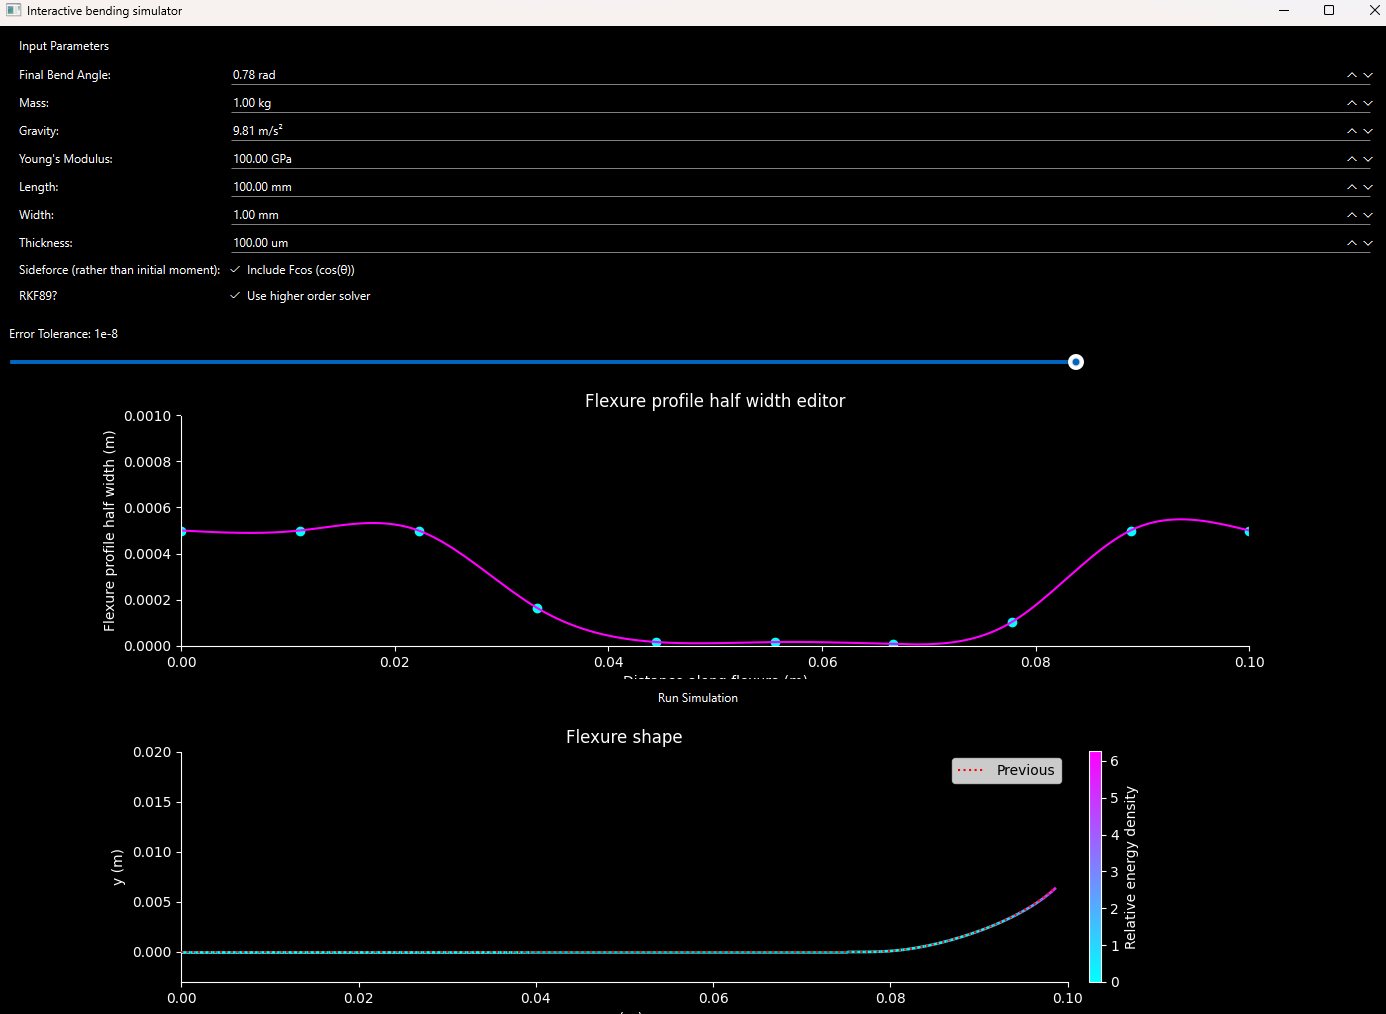 Interactive bending simulator
Input Parameters
Final Bend Angle: 0.78 rad
Mass: 1.00 kg
Gravity: 9.81 m/s²
Young's Modulus: 100.00 GPa
Length: 100.00 mm
Width: 1.00 mm
Thickness: 100.00 um
Sideforce (rather than initial moment): Include Fcos (cos(θ))
RKF89? Use higher order solver
Error Tolerance: 1e-8
Flexure profile half width editor
Flexure profile half width (m)
0.0010
0.0008
0.0006
0.0004
0.0002
0.0000
0.00 0.02 0.04 0.06 0.08 0.10
Distance along flexure (m)
Run Simulation
Flexure shape
y (m)
0.020
0.015
0.010
0.005
0.000
Previous
0.00 0.02 0.04 0.06 0.08 0.10
6
5
4
3
2
1
0
Relative energy density